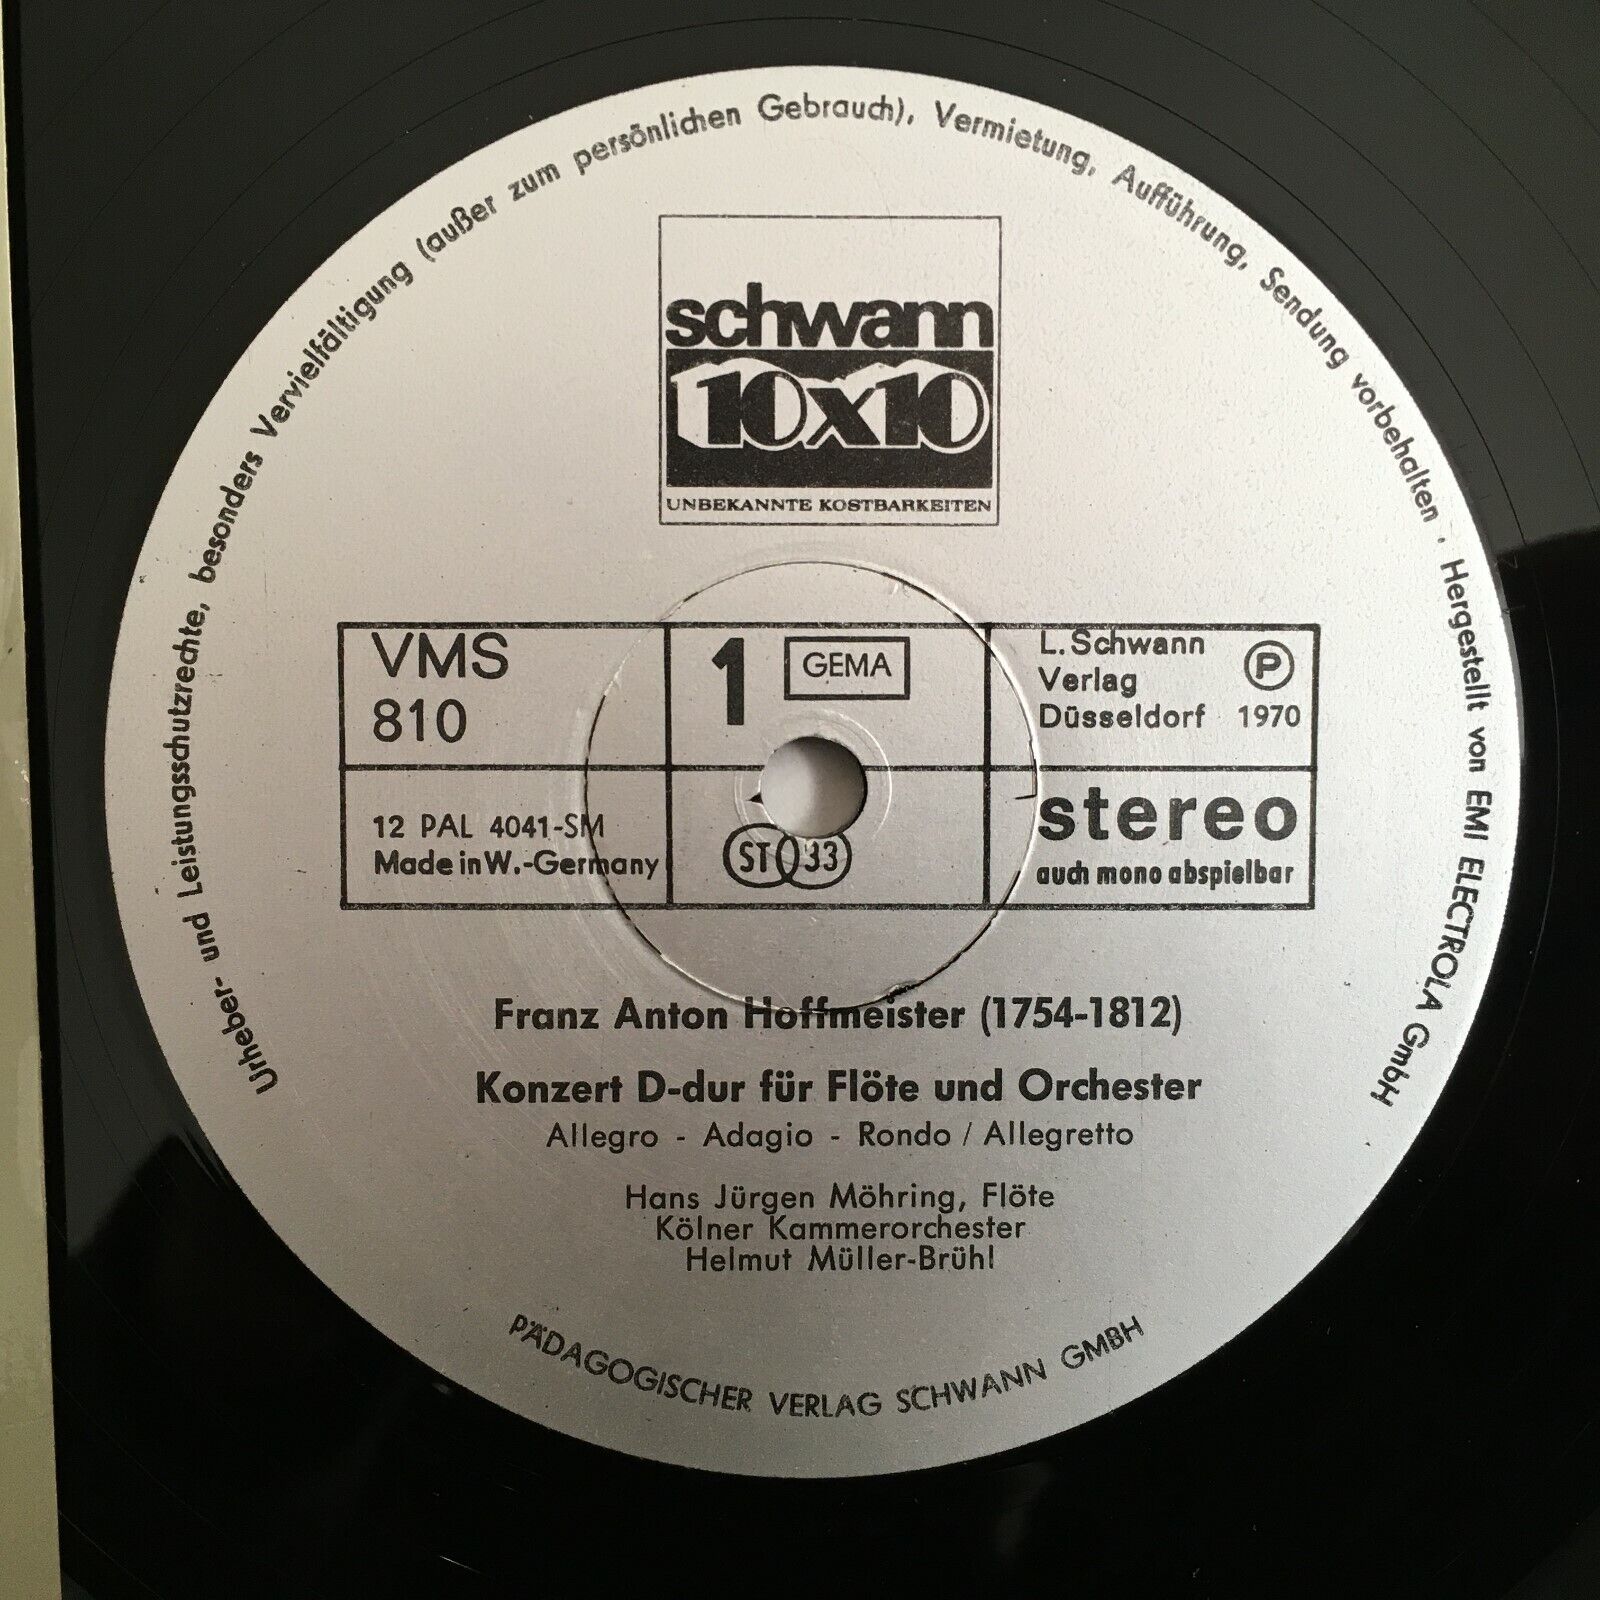 Urheber- und Leistungsschutzrechte, besonders Vervielfältigung (außer zum persönlichen Gebrauch), Vermietung, Aufführung, Sendung vorbehalten . Hergestellt von EMI ELECTROLA GmbH
schwann
10x10
UNBEKANNTE KOSTBARKEITEN
VMS
810
1
GEMA
L. Schwann
Verlag
Düsseldorf
P
1970
12 PAL 4041-SM
Made in W.-Germany
ST 33
stereo
auch mono abspielbar
Franz Anton Hoffmeister (1754-1812)
Konzert D-dur für Flöte und Orchester
Allegro - Adagio - Rondo / Allegretto
Hans Jürgen Möhring, Flöte
Kölner Kammerorchester
Helmut Müller-Brühl
PÄDAGOGISCHER VERLAG SCHWANN GMBH